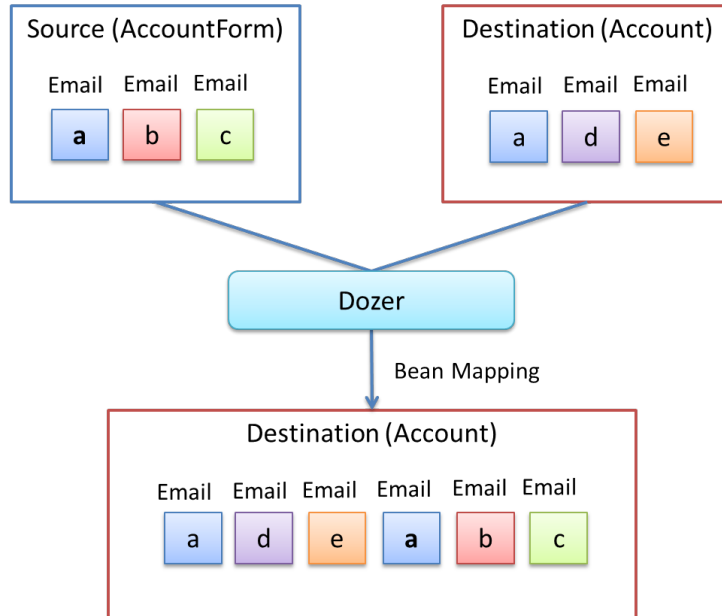 Source (AccountForm)
Email Email Email
a b c
Destination (Account)
Email Email Email
a d e
Dozer
Bean Mapping
Destination (Account)
Email Email Email Email Email Email
a d e a b c